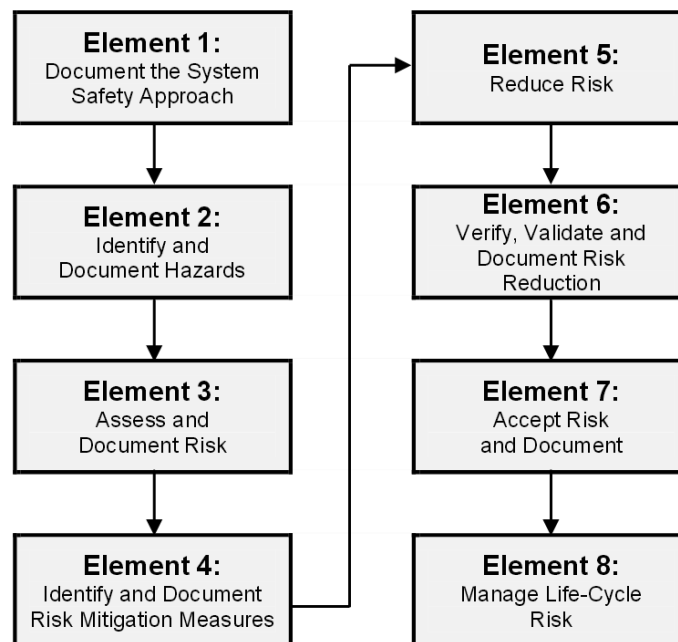 Element 1:
Document the System
Safety Approach
Element 2:
Identify and
Document Hazards
Element 3:
Assess and
Document Risk
Element 4:
Identify and Document
Risk Mitigation Measures
Element 5:
Reduce Risk
Element 6:
Verify, Validate and
Document Risk
Reduction
Element 7:
Accept Risk
and Document
Element 8:
Manage Life-Cycle
Risk